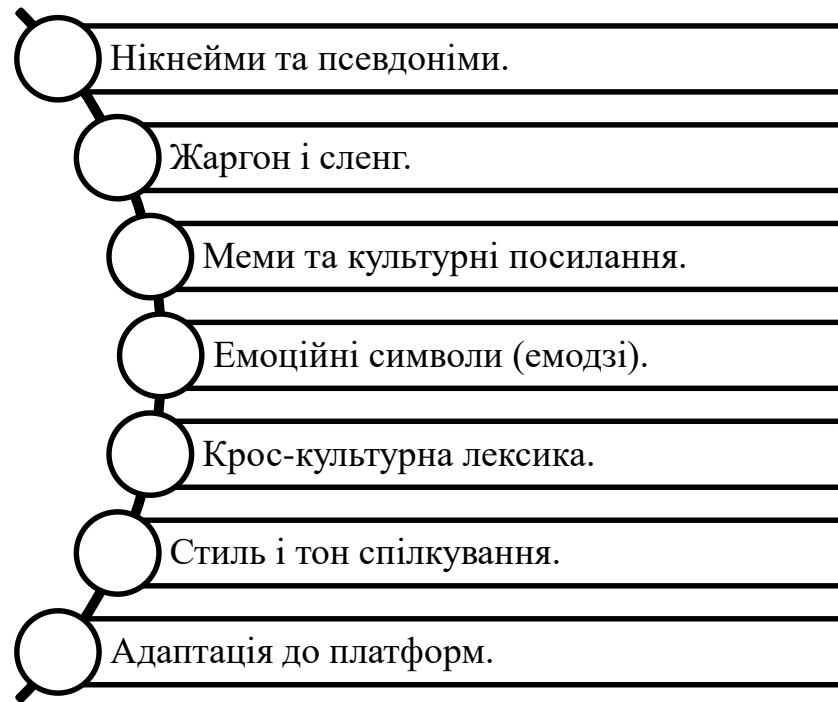 Нікнейми та псевдоніми.
Жаргон і сленг.
Меми та культурні посилання.
Емоційні символи (емодзі).
Крос-культурна лексика.
Стиль і тон спілкування.
Адаптація до платформ.